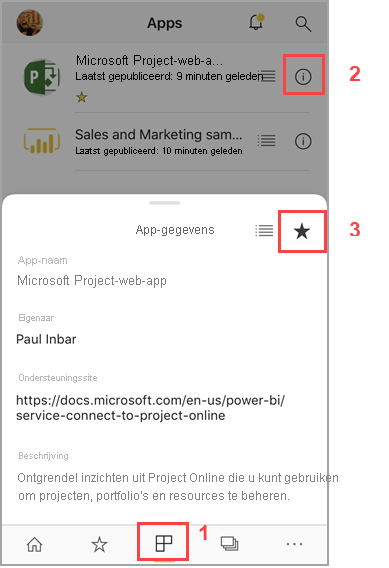 Apps
Microsoft Project-web-a...
Laatst gepubliceerd: 9 minuten geleden
2
Sales and Marketing sam...
Laatst gepubliceerd: 10 minuten geleden
App-gegevens
3
App-naam
Microsoft Project-web-app
Eigenaar
Paul Inbar
Ondersteuningssite
https://docs.microsoft.com/en-us/power-bi/
service-connect-to-project-online
Beschrijving
Ontgrendel inzichten uit Project Online die u kunt gebruiken
om projecten, portfolio's en resources te beheren.
1